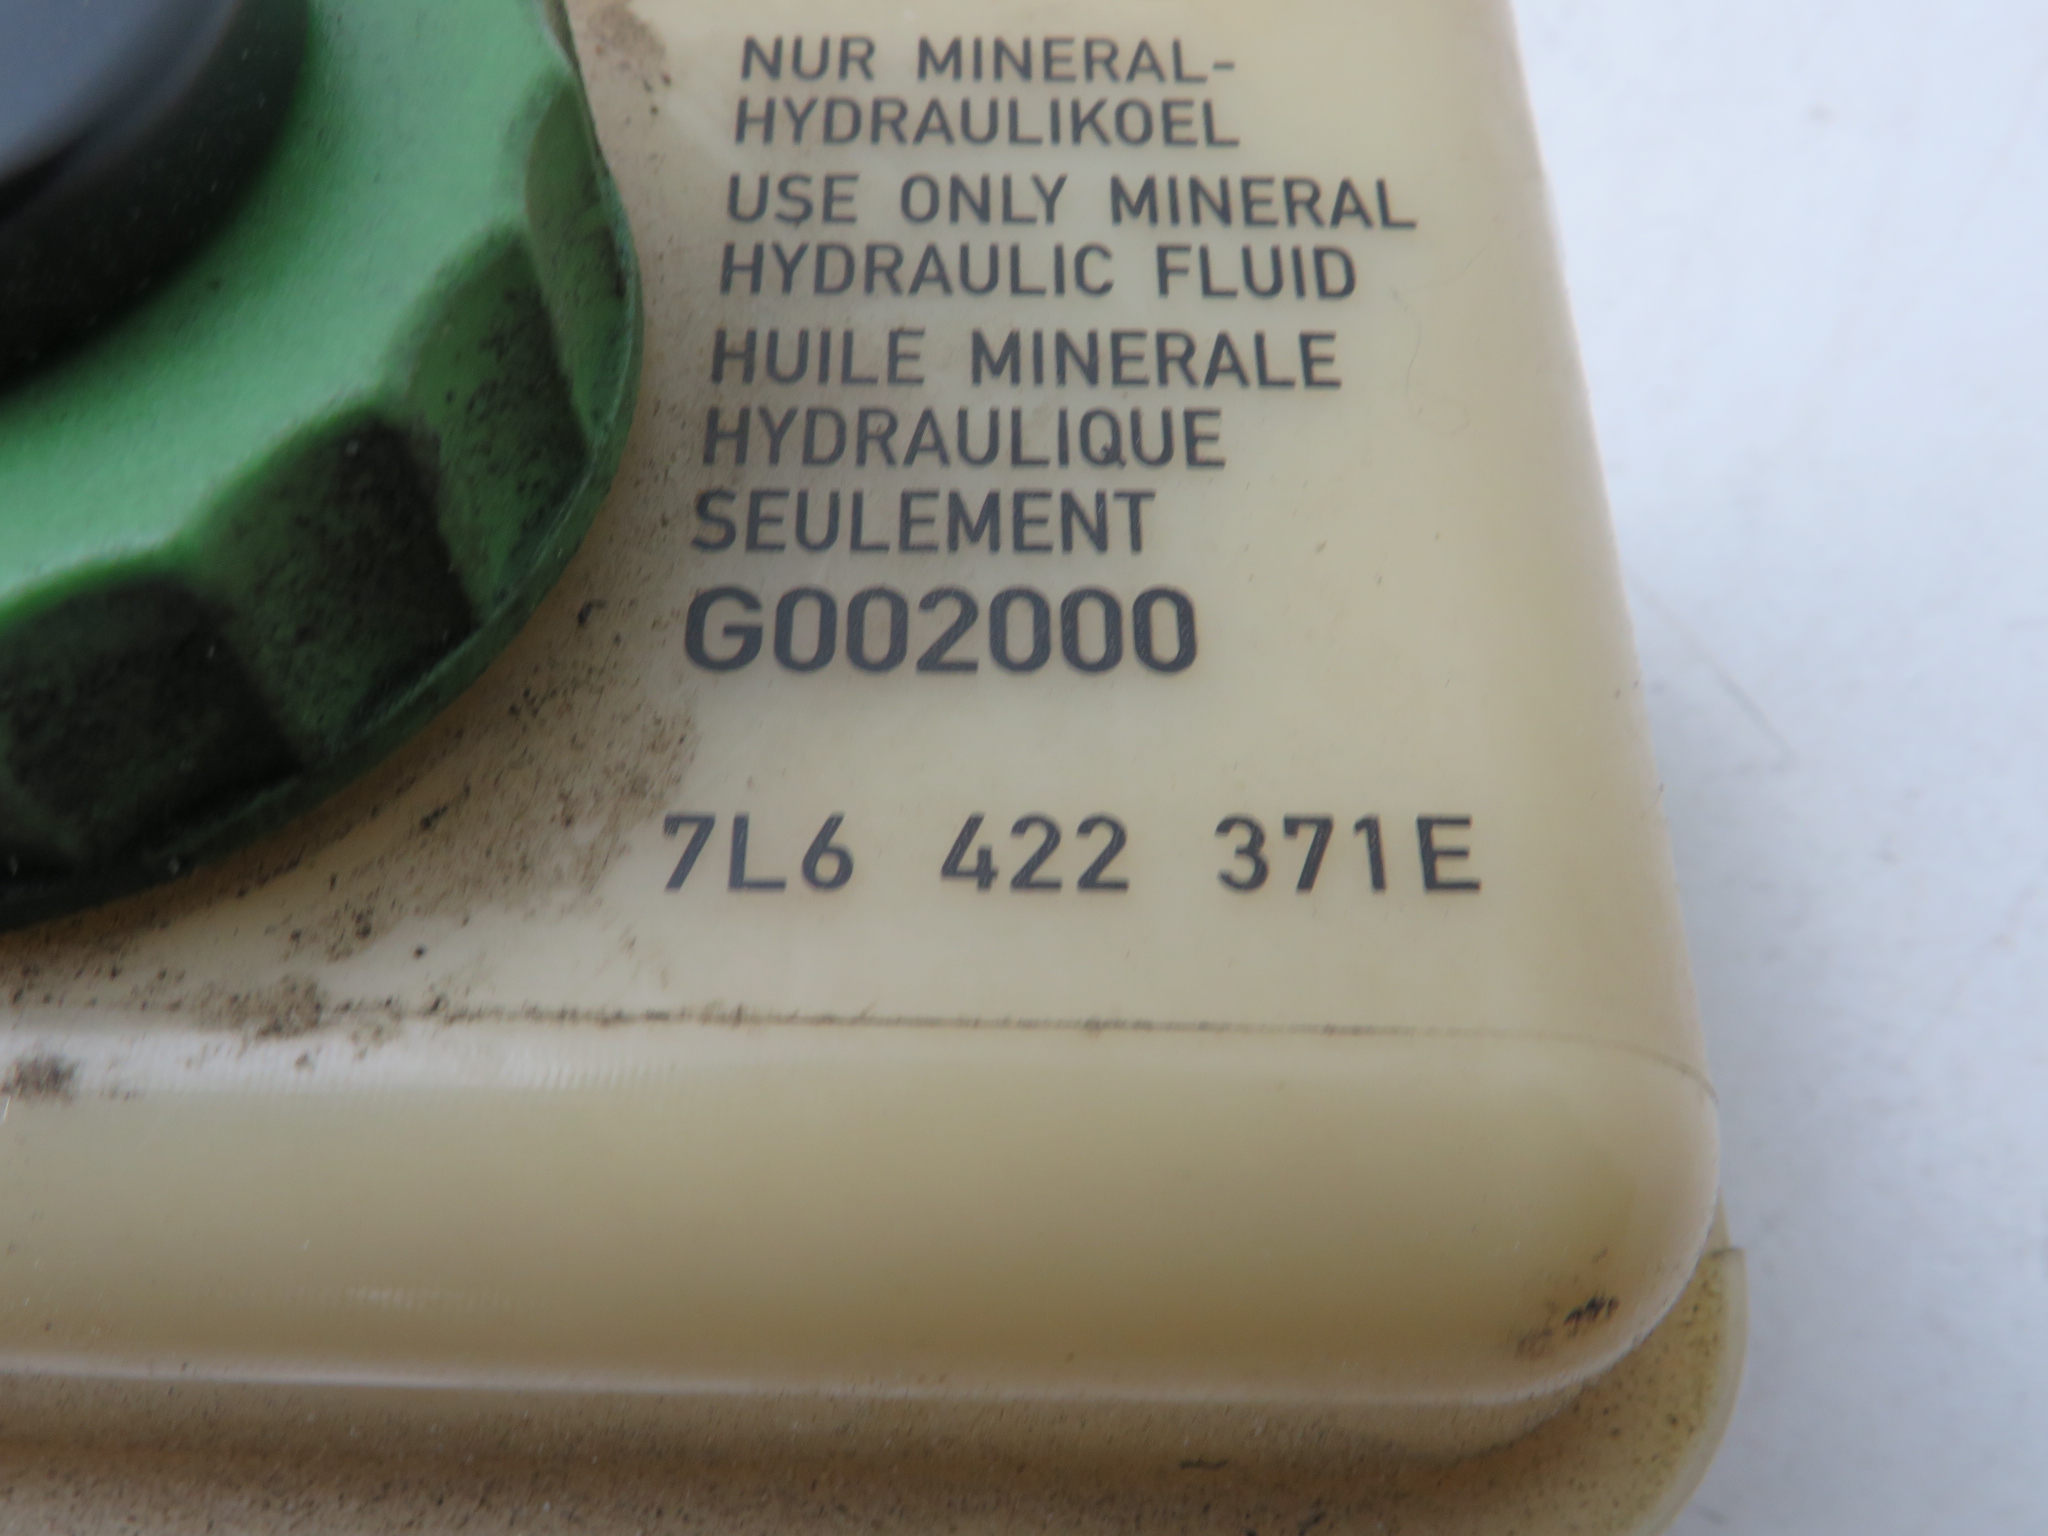 NUR MINERAL-
HYDRAULIKOEL
USE ONLY MINERAL
HYDRAULIC FLUID
HUILE MINERALE
HYDRAULIQUE
SEULEMENT
G002000
7L6 422 371E